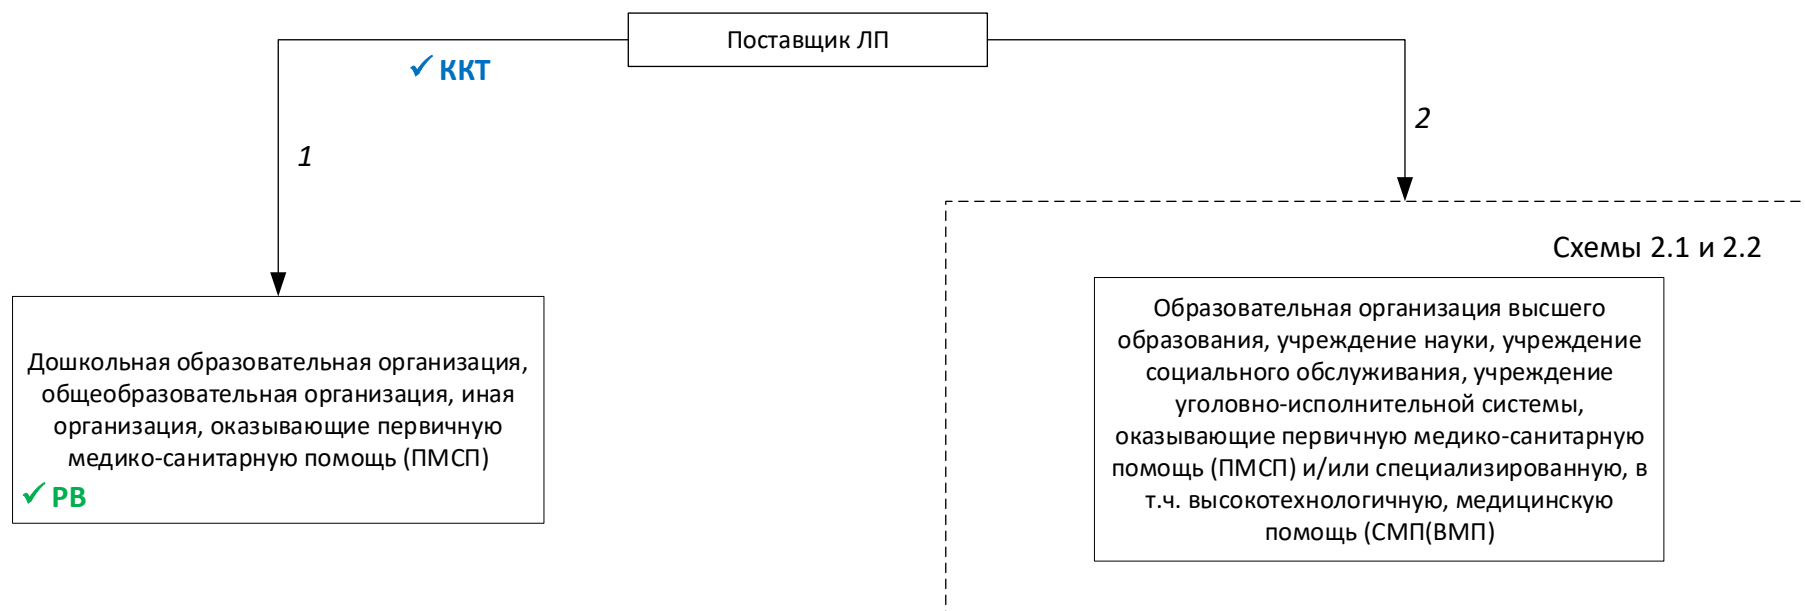 Поставщик ЛП
✓ ККТ
1
2
Схемы 2.1 и 2.2
Дошкольная образовательная организация,
общеобразовательная организация, иная
организация, оказывающие первичную
медико-санитарную помощь (ПМСП)
✓ РВ
Образовательная организация высшего
образования, учреждение науки, учреждение
социального обслуживания, учреждение
уголовно-исполнительной системы,
оказывающие первичную медико-санитарную
помощь (ПМСП) и/или специализированную, в
т.ч. высокотехнологичную, медицинскую
помощь (СМП(ВМП)